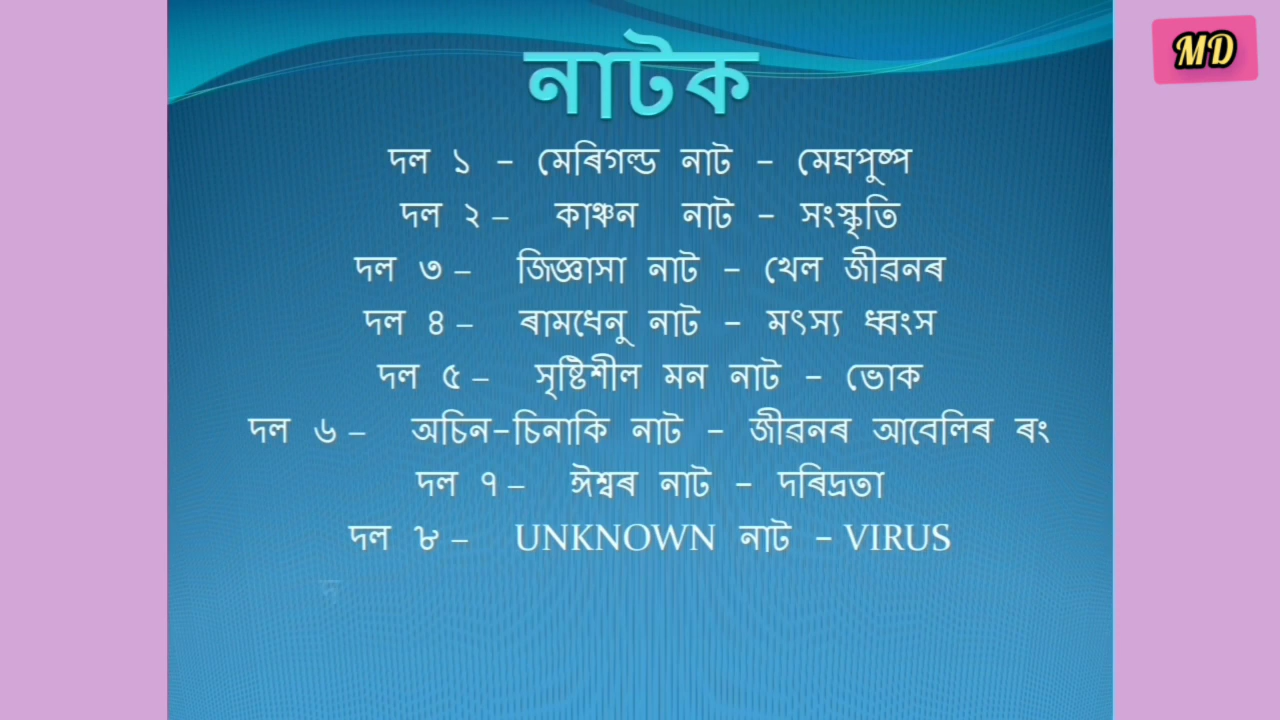 MD
নাটক
দল ১ - মেৰিগল্ড নাট - মেঘপুষ্প
দল ২ – কাঞ্চন নাট - সংস্কৃতি
দল ৩ – জিজ্ঞাসা নাট - খেল জীৱনৰ
দল ৪ – ৰামধেনু নাট - মৎস্য ধ্বংস
দল ৫ – সৃষ্টিশীল মন নাট - ভোক
দল ৬ – অচিন-চিনাকি নাট - জীৱনৰ আবেলিৰ ৰং
দল ৭ – ঈশ্বৰ নাট - দৰিদ্ৰতা
দল ৮ – UNKNOWN নাট - VIRUS